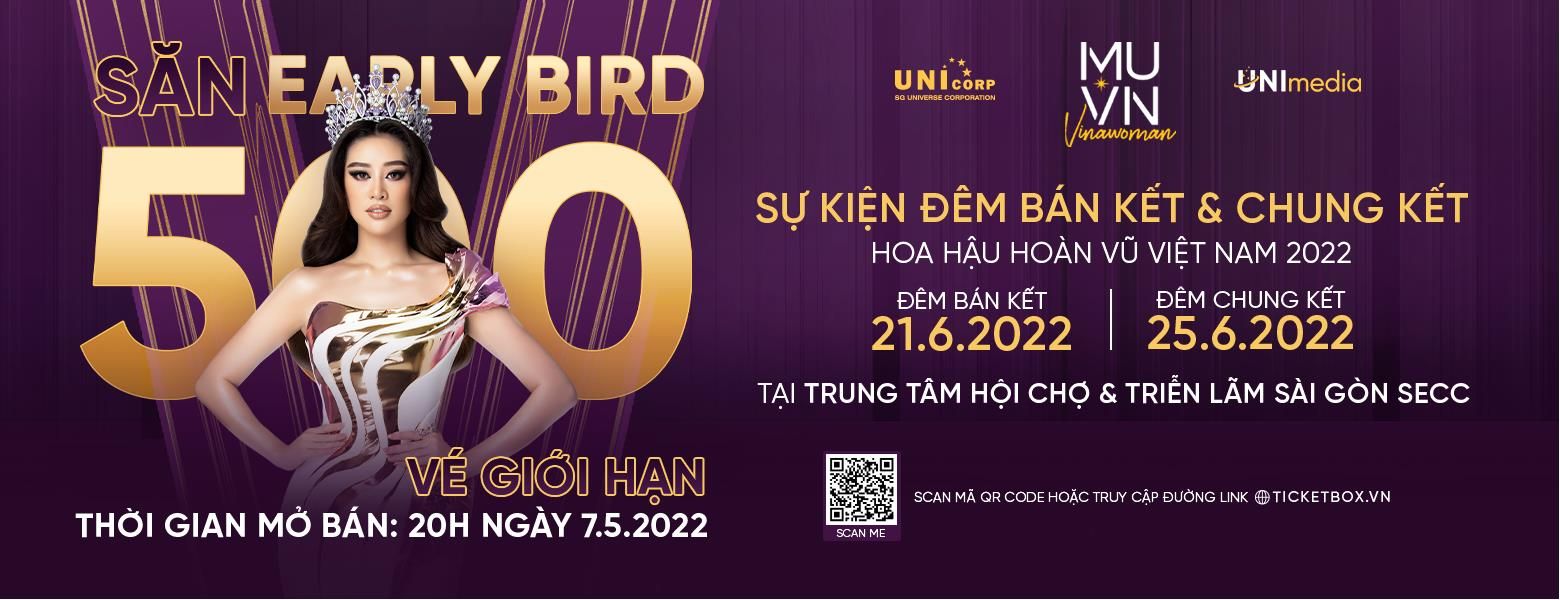 SĂN EARLY BIRD
500
VÉ GIỚI HẠN
THỜI GIAN MỞ BÁN: 20H NGÀY 7.5.2022
UNICORP
SG UNIVERSE CORPORATION
MU
VN
Vinawoman
UNImedia
SỰ KIỆN ĐÊM BÁN KẾT & CHUNG KẾT
HOA HẬU HOÀN VŨ VIỆT NAM 2022
ĐÊM BÁN KẾT
21.6.2022
ĐÊM CHUNG KẾT
25.6.2022
TẠI TRUNG TÂM HỘI CHỢ & TRIỄN LÃM SÀI GÒN SECC
SCAN MÃ QR CODE HOẶC TRUY CẬP ĐƯỜNG LINK TICKETBOX.VN
SCAN ME